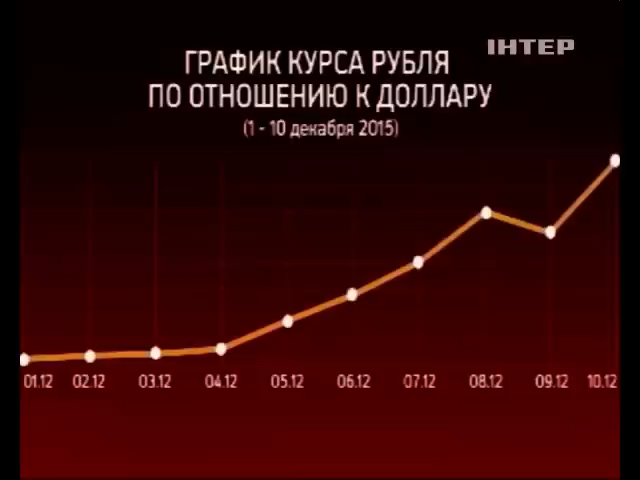 ІНТЕР
ГРАФИК КУРСА РУБЛЯ
ПО ОТНОШЕНИЮ К ДОЛЛАРУ
(1 - 10 декабря 2015)
01.12 02.12 03.12 04.12 05.12 06.12 07.12 08.12 09.12 10.12